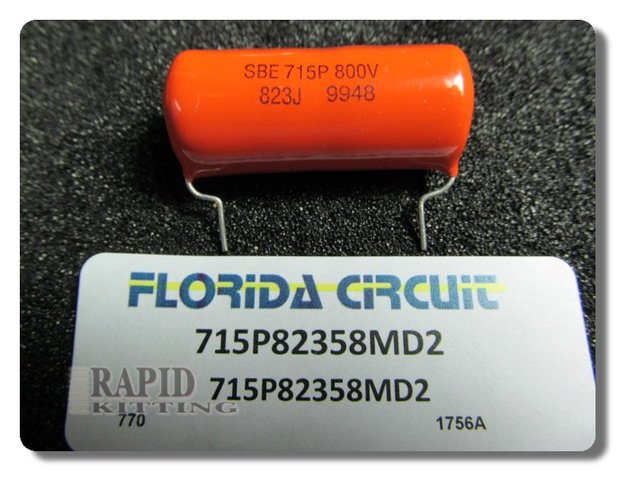 SBE 715P 800V
823J 9948
FLORIDA CIRCUIT
715P82358MD2
RAPID
715P82358MD2
KITTING
770 1756A